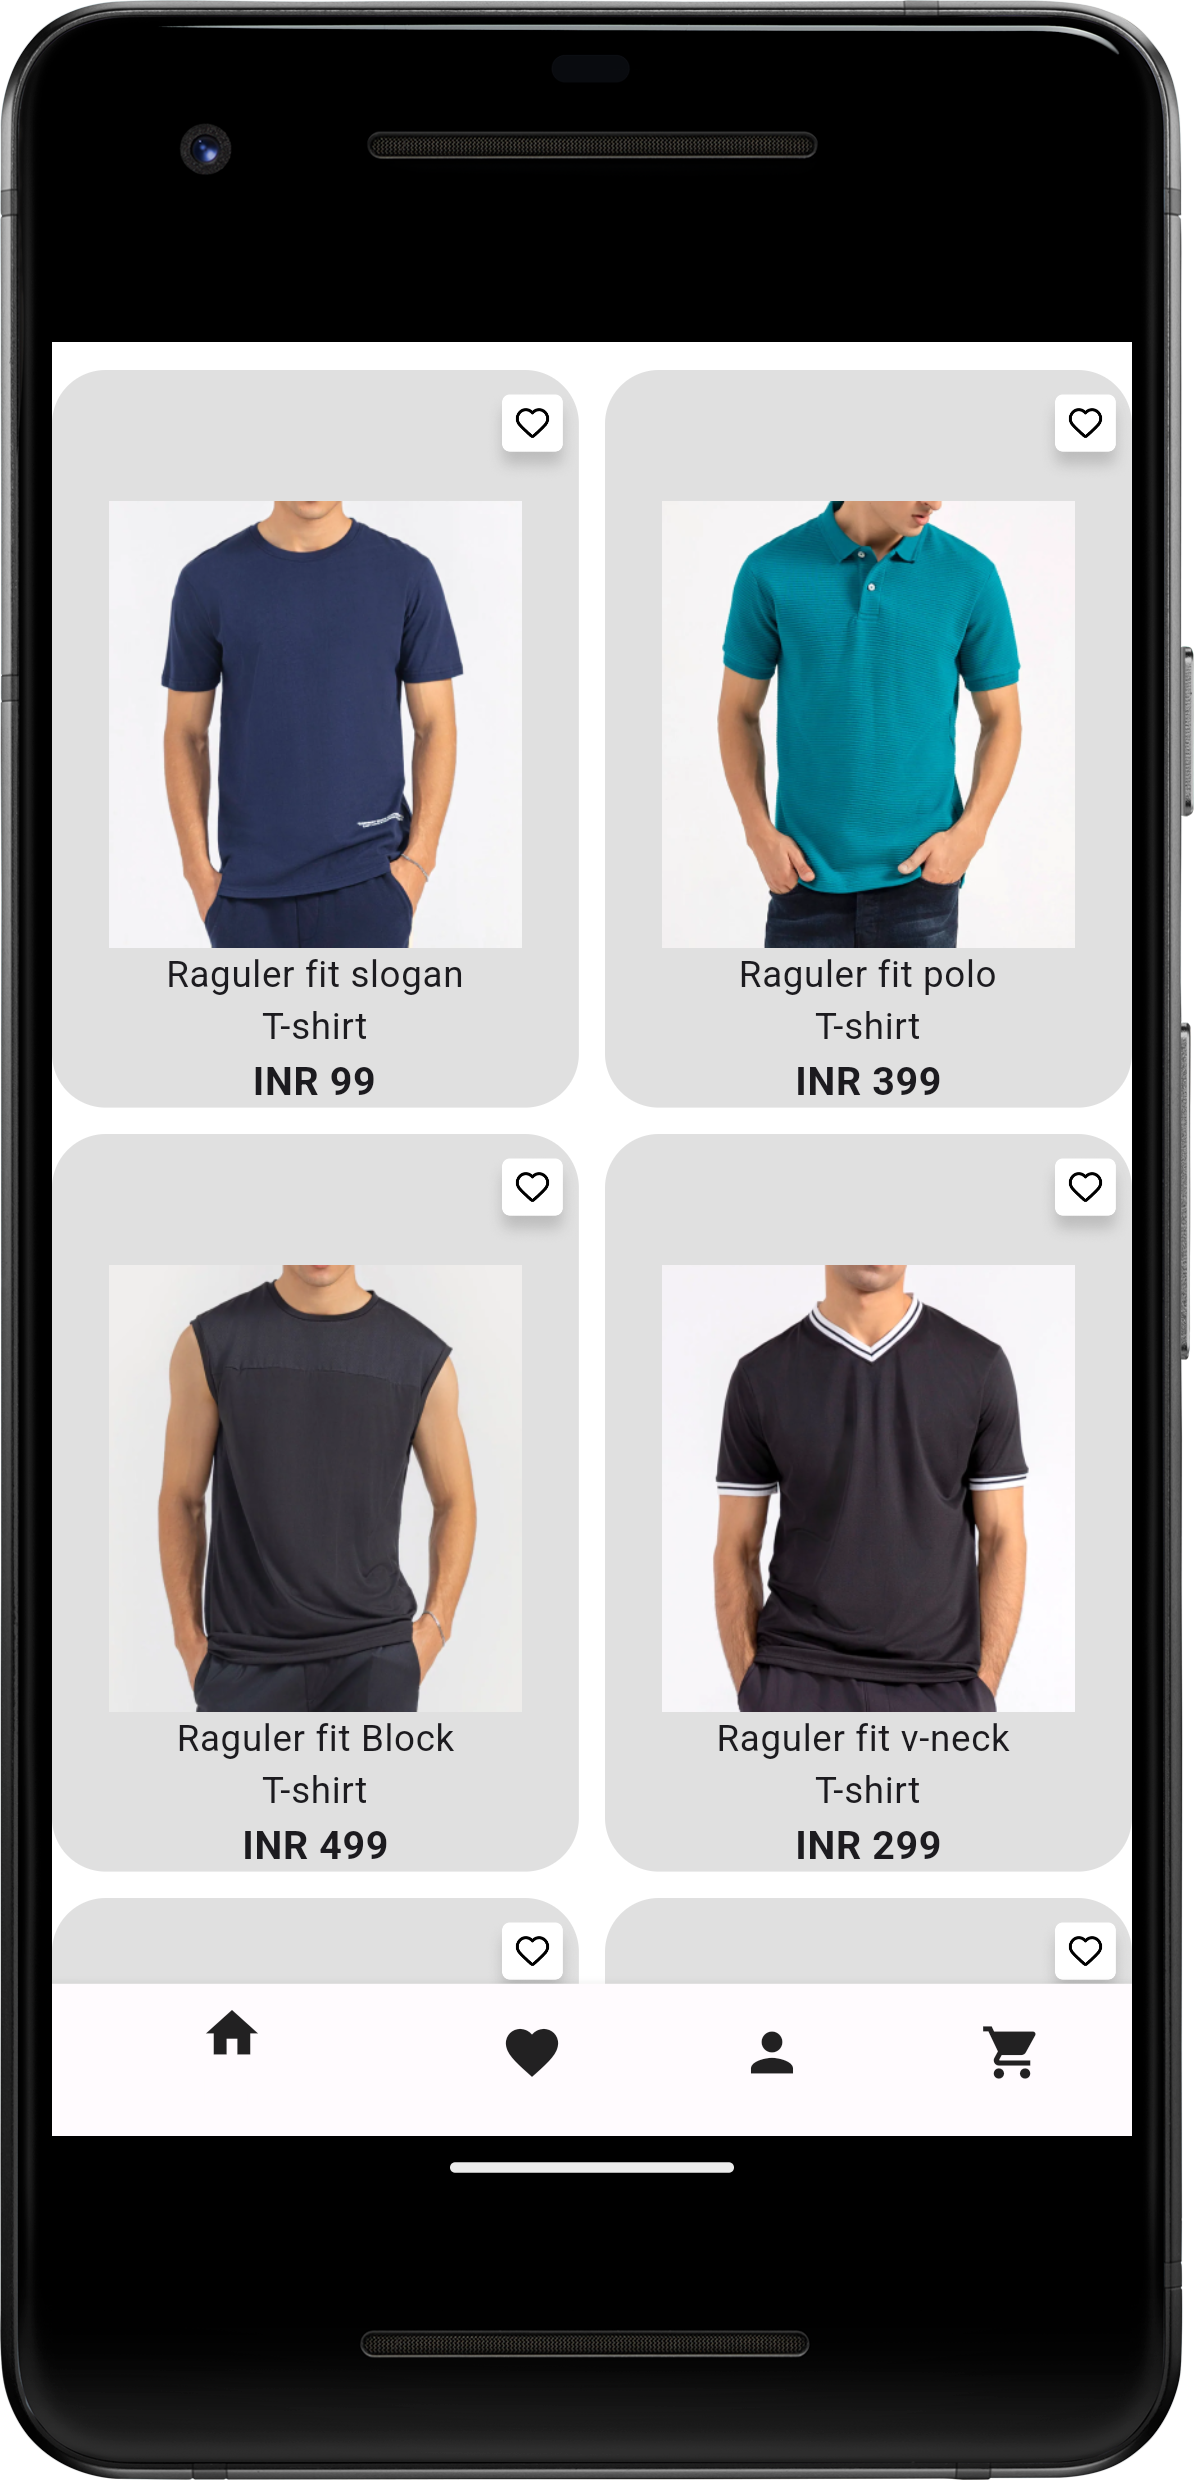 Raguler fit slogan
T-shirt
INR 99
Raguler fit polo
T-shirt
INR 399
Raguler fit Block
T-shirt
INR 499
Raguler fit v-neck
T-shirt
INR 299